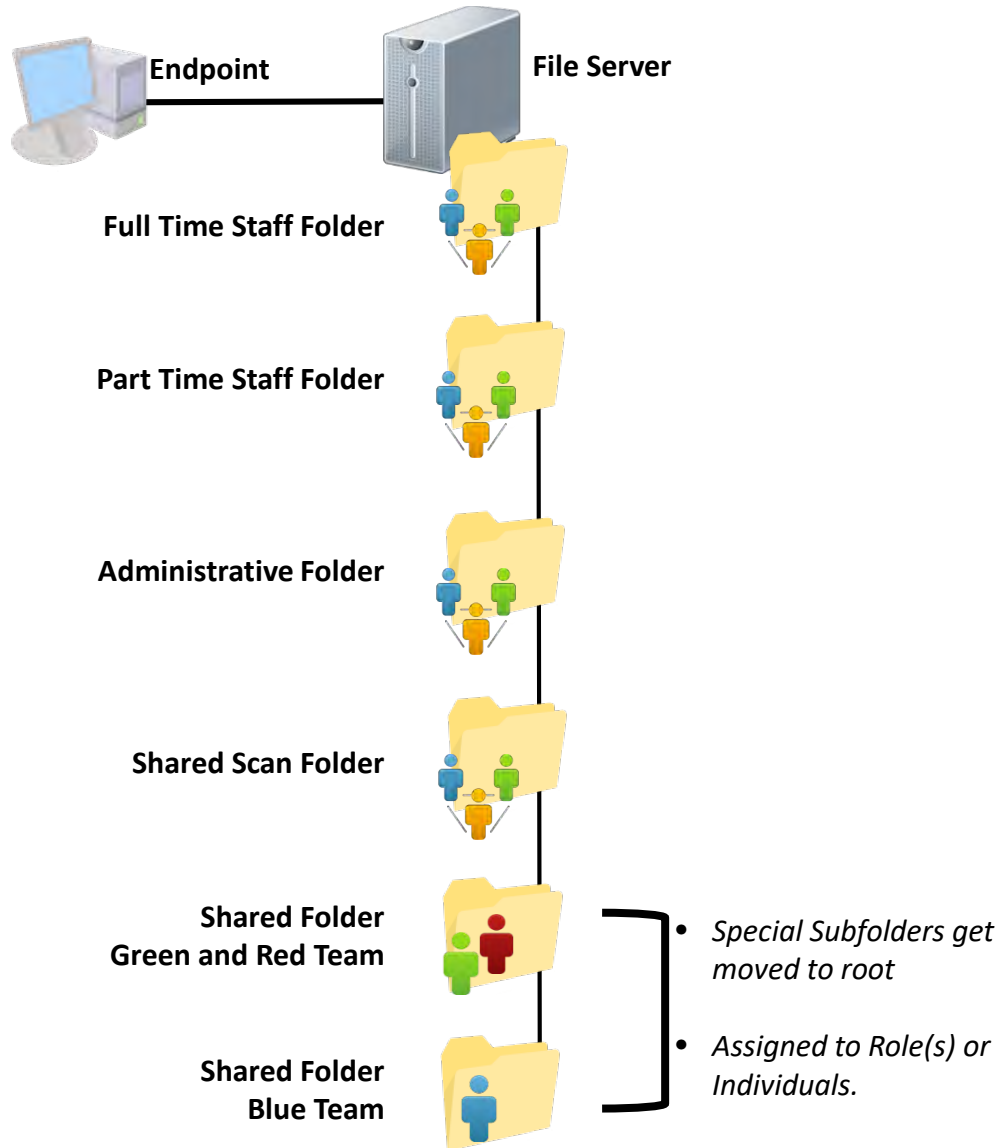 Endpoint
File Server
Full Time Staff Folder
Part Time Staff Folder
Administrative Folder
Shared Scan Folder
Shared Folder
Green and Red Team
• Special Subfolders get
moved to root
• Assigned to Role(s) or
Individuals.
Shared Folder
Blue Team